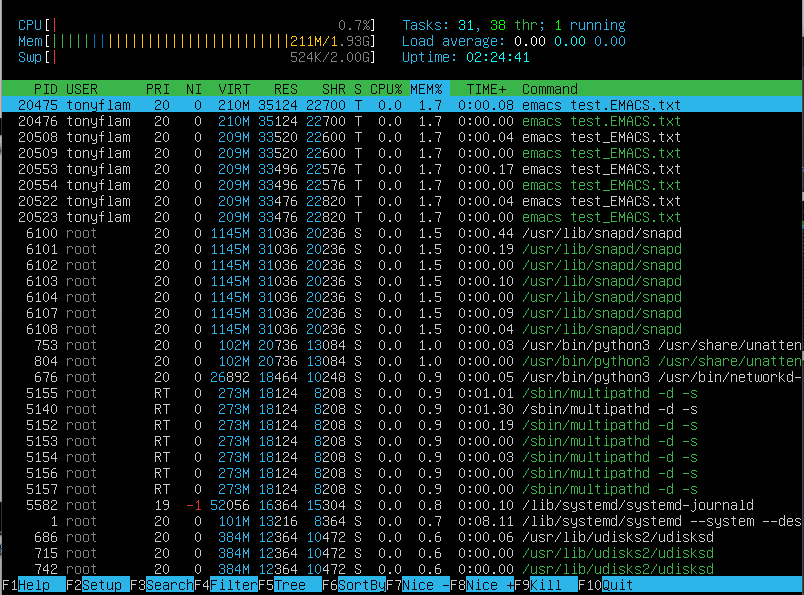 CPU[| 0.7%] Tasks: 31, 38 thr; 1 running
Mem[||||||||||||||||||||||||||||||211M/1.93G] Load average: 0.00 0.00 0.00
Swp[| 524K/2.00G] Uptime: 02:24:41
PID USER PRI NI VIRT RES SHR S CPU% MEM% TIME+ Command
20475 tonyflam 20 0 210M 35124 22700 T 0.0 1.7 0:00.08 emacs test.EMACS.txt
20476 tonyflam 20 0 210M 35124 22700 T 0.0 1.7 0:00.00 emacs test.EMACS.txt
20508 tonyflam 20 0 209M 33520 22600 T 0.0 1.7 0:00.04 emacs test_EMACS.txt
20509 tonyflam 20 0 209M 33520 22600 T 0.0 1.7 0:00.00 emacs test_EMACS.txt
20553 tonyflam 20 0 209M 33496 22576 T 0.0 1.7 0:00.17 emacs test_EMACS.txt
20554 tonyflam 20 0 209M 33496 22576 T 0.0 1.7 0:00.00 emacs test_EMACS.txt
20522 tonyflam 20 0 209M 33476 22820 T 0.0 1.7 0:00.04 emacs test_EMACS.txt
20523 tonyflam 20 0 209M 33476 22820 T 0.0 1.7 0:00.00 emacs test_EMACS.txt
6100 root 20 0 1145M 31036 20236 S 0.0 1.5 0:00.44 /usr/lib/snapd/snapd
6101 root 20 0 1145M 31036 20236 S 0.0 1.5 0:00.19 /usr/lib/snapd/snapd
6102 root 20 0 1145M 31036 20236 S 0.0 1.5 0:00.00 /usr/lib/snapd/snapd
6103 root 20 0 1145M 31036 20236 S 0.0 1.5 0:00.10 /usr/lib/snapd/snapd
6104 root 20 0 1145M 31036 20236 S 0.0 1.5 0:00.00 /usr/lib/snapd/snapd
6107 root 20 0 1145M 31036 20236 S 0.0 1.5 0:00.09 /usr/lib/snapd/snapd
6108 root 20 0 1145M 31036 20236 S 0.0 1.5 0:00.04 /usr/lib/snapd/snapd
753 root 20 0 102M 20736 13084 S 0.0 1.0 0:00.03 /usr/bin/python3 /usr/share/unatten
804 root 20 0 102M 20736 13084 S 0.0 1.0 0:00.00 /usr/bin/python3 /usr/share/unatten
676 root 20 0 26892 18464 10248 S 0.0 0.9 0:00.05 /usr/bin/python3 /usr/bin/networkd-
5155 root RT 0 273M 18124 8208 S 0.0 0.9 0:01.01 /sbin/multipathd -d -s
5140 root RT 0 273M 18124 8208 S 0.0 0.9 0:01.30 /sbin/multipathd -d -s
5152 root RT 0 273M 18124 8208 S 0.0 0.9 0:00.19 /sbin/multipathd -d -s
5153 root RT 0 273M 18124 8208 S 0.0 0.9 0:00.00 /sbin/multipathd -d -s
5154 root RT 0 273M 18124 8208 S 0.0 0.9 0:00.03 /sbin/multipathd -d -s
5156 root RT 0 273M 18124 8208 S 0.0 0.9 0:00.00 /sbin/multipathd -d -s
5157 root RT 0 273M 18124 8208 S 0.0 0.9 0:00.00 /sbin/multipathd -d -s
5582 root 19 -1 52056 16364 15304 S 0.0 0.8 0:00.10 /lib/systemd/systemd-journald
1 root 20 0 101M 13216 8364 S 0.0 0.7 0:08.11 /lib/systemd/systemd --system --des
686 root 20 0 384M 12364 10472 S 0.0 0.6 0:00.06 /usr/lib/udisks2/udisksd
715 root 20 0 384M 12364 10472 S 0.0 0.6 0:00.00 /usr/lib/udisks2/udisksd
742 root 20 0 384M 12364 10472 S 0.0 0.6 0:00.00 /usr/lib/udisks2/udisksd
F1Help F2Setup F3SearchF4FilterF5Tree F6SortByF7Nice -F8Nice +F9Kill F10Quit